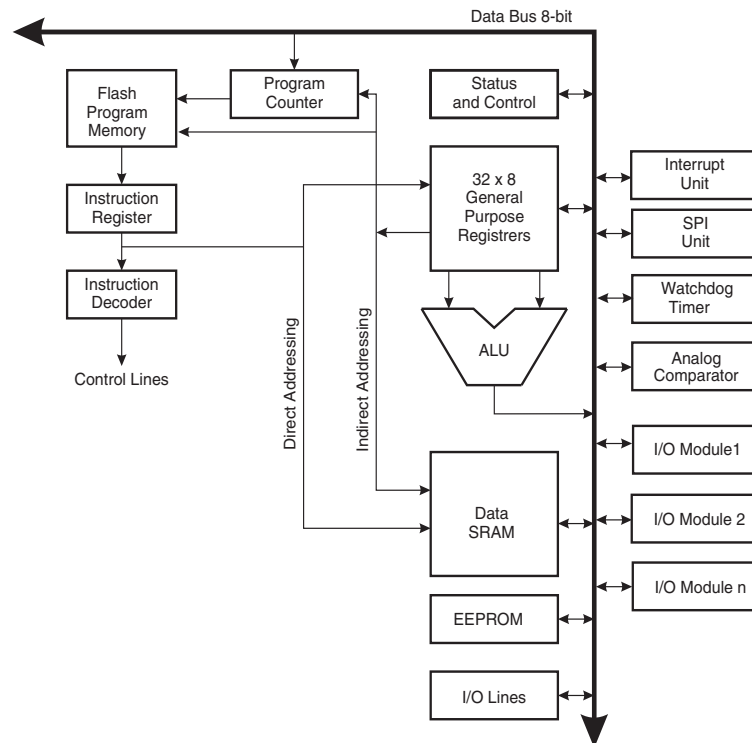 Data Bus 8-bit
Flash
Program
Memory
Program
Counter
Status
and Control
Instruction
Register
32 x 8
General
Purpose
Registrers
Interrupt
Unit
SPI
Unit
Instruction
Decoder
Watchdog
Timer
ALU
Analog
Comparator
Control Lines
Direct Addressing
Indirect Addressing
I/O Module1
Data
SRAM
I/O Module 2
I/O Module n
EEPROM
I/O Lines